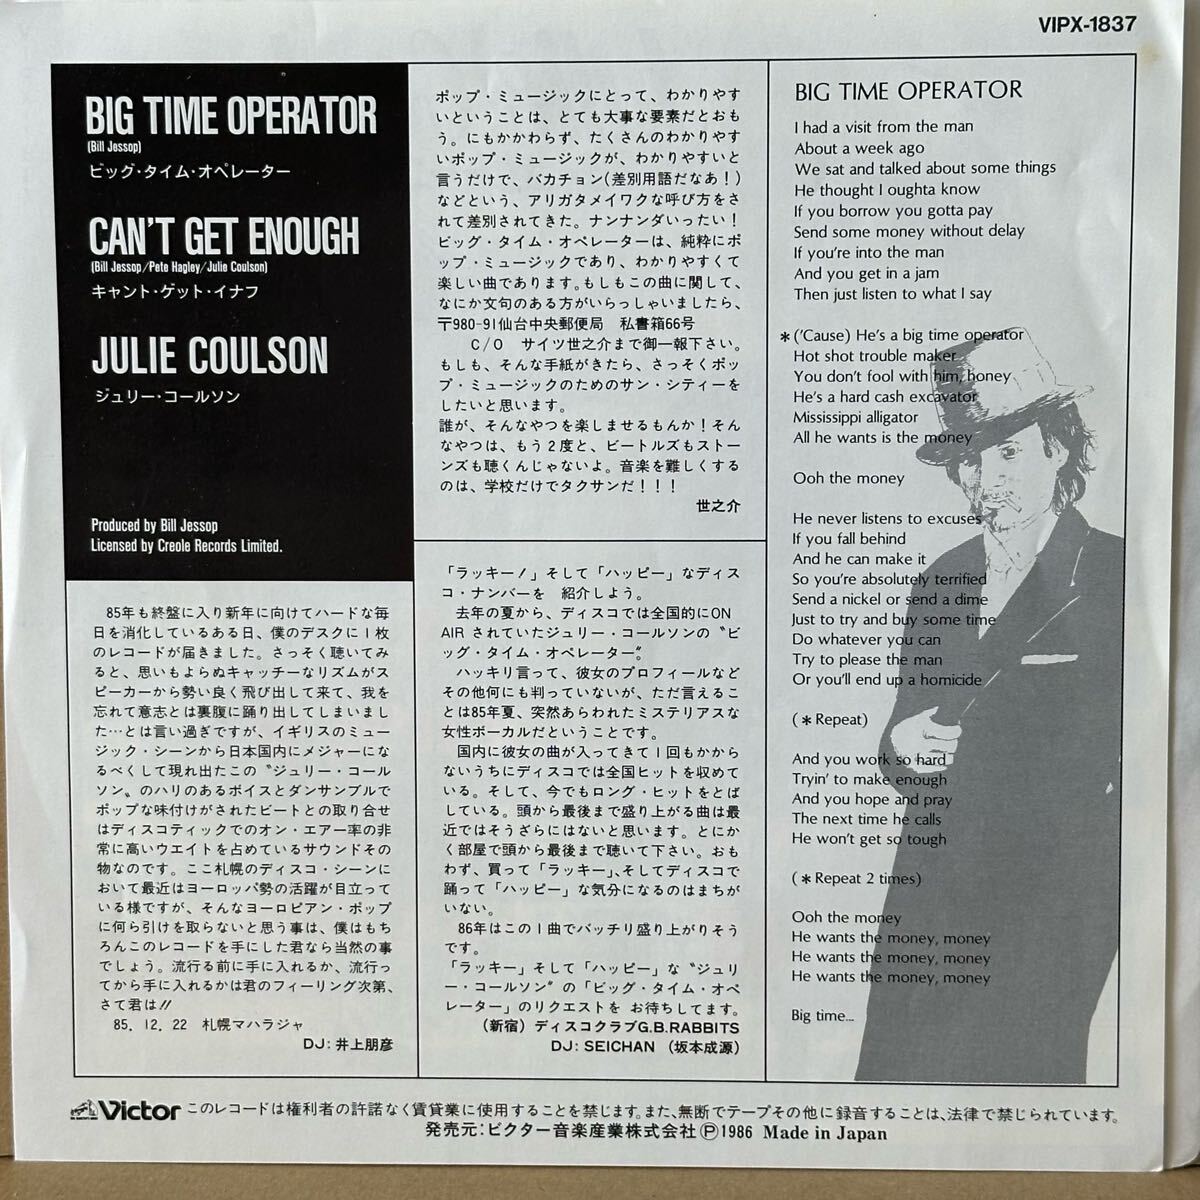 VIPX-1837
BIG TIME OPERATOR
(Bill Jessop)
ビッグ・タイム・オペレーター
CAN'T GET ENOUGH
(Bill Jessop/Pete Hagley/Julie Coulson)
キャント・ゲット・イナフ
JULIE COULSON
ジュリー・コールソン
Produced by Bill Jessop
Licensed by Creole Records Limited.
85年も終盤に入り新年に向けてハードな毎
日を消化しているある日、僕のデスクに1枚
のレコードが届きました。さっそく聴いてみ
ると、思いもよらぬキャッチーなリズムがス
ピーカーから勢い良く飛び出して来て、我を
忘れて意志とは裏腹に踊り出してしまいまし
た…とは言い過ぎですが、イギリスのミュー
ジック・シーンから日本国内にメジャーにな
るべくして現れ出たこの〝ジュリー・コール
ソン〟のハリのあるボイスとダンサンブルで
ポップな味付けがされたビートとの取り合せ
はディスコティックでのオン・エアー率の非
常に高いウエイトを占めているサウンドその
物なのです。ここ札幌のディスコ・シーンに
おいて最近はヨーロッパ勢の活躍が目立って
いる様ですが、そんなヨーロピアン・ポップ
に何ら引けを取らないと思う事は、僕はもち
ろんこのレコードを手にした君なら当然の事
でしょう。流行る前に手に入れるか、流行っ
てから手に入れるかは君のフィーリング次第、
さて君は!!
85. 12. 22 札幌マハラジャ
DJ: 井上朋彦
ポップ・ミュージックにとって、わかりやす
いということは、とても大事な要素だとおも
う。にもかかわらず、たくさんのわかりやす
いポップ・ミュージックが、わかりやすいと
言うだけで、バカチョン(差別用語だなあ!)
などという、アリガタメイワクな呼び方をさ
れて差別されてきた。ナンナンダいったい!
ビッグ・タイム・オペレーターは、純粋にポ
ップ・ミュージックであり、わかりやすくて
楽しい曲であります。もしもこの曲に関して、
なにか文句のある方がいらっしゃいましたら、
〒980-91仙台中央郵便局 私書箱66号
C/O サイツ世之介まで御一報下さい。
もしも、そんな手紙がきたら、さっそくポッ
プ・ミュージックのためのサン・シティーを
したいと思います。
誰が、そんなやつを楽しませるもんか!そん
なやつは、もう2度と、ビートルズもストー
ンズも聴くんじゃないよ。音楽を難しくする
のは、学校だけでタクサンだ!!!
世之介
「ラッキー!」そして「ハッピー」なディス
コ・ナンバーを 紹介しよう。
去年の夏から、ディスコでは全国的にON
AIR されていたジュリー・コールソンの〝ビ
ッグ・タイム・オペレーター〟。
ハッキリ言って、彼女のプロフィールなど
その他何にも判っていないが、ただ言えるこ
とは85年夏、突然あらわれたミステリアスな
女性ボーカルだということです。
国内に彼女の曲が入ってきて1回もかから
ないうちにディスコでは全国ヒットを収めて
いる。そして、今でもロング・ヒットをとば
している。頭から最後まで盛り上がる曲は最
近ではそうざらにはないと思います。とにか
く部屋で頭から最後まで聴いて下さい。おも
わず、買って「ラッキー」、そしてディスコで
踊って「ハッピー」な気分になるのはまちが
いない。
86年はこの1曲でバッチリ盛り上がりそう
です。
「ラッキー」そして「ハッピー」な〝ジュリ
ー・コールソン〟の「ビッグ・タイム・オペ
レーター」のリクエストを お待ちしてます。
(新宿)ディスコクラブG.B.RABBITS
DJ: SEICHAN (坂本成源)
BIG TIME OPERATOR
I had a visit from the man
About a week ago
We sat and talked about some things
He thought I oughta know
If you borrow you gotta pay
Send some money without delay
If you're into the man
And you get in a jam
Then just listen to what I say
*('Cause) He's a big time operator
Hot shot trouble maker
You don't fool with him, honey
He's a hard cash excavator
Mississippi alligator
All he wants is the money
Ooh the money
He never listens to excuses
If you fall behind
And he can make it
So you're absolutely terrified
Send a nickel or send a dime
Just to try and buy some time
Do whatever you can
Try to please the man
Or you'll end up a homicide
(*Repeat)
And you work so hard
Tryin' to make enough
And you hope and pray
The next time he calls
He won't get so tough
(*Repeat 2 times)
Ooh the money
He wants the money, money
He wants the money, money
He wants the money, money
Big time...
Victor このレコードは権利者の許諾なく賃貸業に使用することを禁じます。また、無断でテープその他に録音することは、法律で禁じられています。
発売元:ビクター音楽産業株式会社Ⓟ1986 Made in Japan